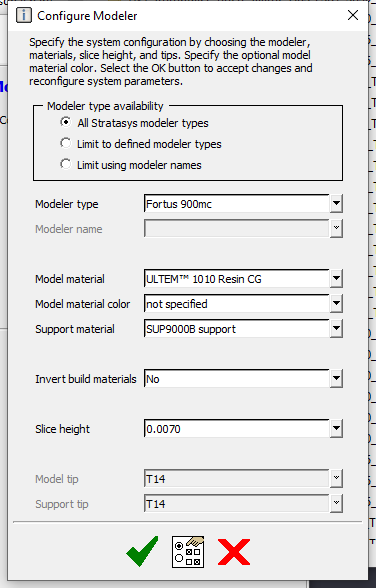 Configure Modeler
Specify the system configuration by choosing the modeler,
materials, slice height, and tips. Specify the optional model
material color. Select the OK button to accept changes and
reconfigure system parameters.
Modeler type availability
All Stratasys modeler types
Limit to defined modeler types
Limit using modeler names
Modeler type Fortus 900mc
Modeler name
Model material ULTEM™ 1010 Resin CG
Model material color not specified
Support material SUP9000B support
Invert build materials No
Slice height 0.0070
Model tip T14
Support tip T14